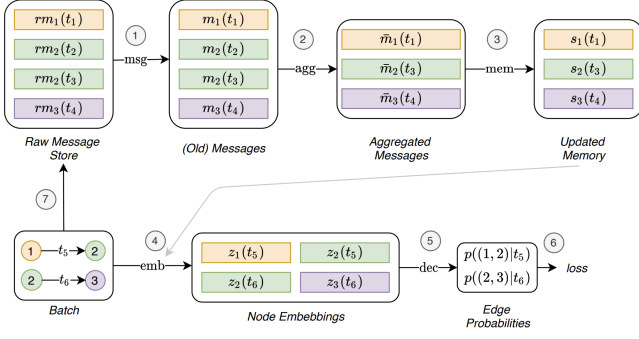 1
2
3
rm₁(t₁)
rm₂(t₂)
rm₂(t₃)
rm₃(t₄)
msg
m₁(t₁)
m₂(t₂)
m₂(t₃)
m₃(t₄)
agg
m̄₁(t₁)
m̄₂(t₃)
m̄₃(t₄)
mem
s₁(t₁)
s₂(t₃)
s₃(t₄)
Raw Message
Store
(Old) Messages
Aggregated
Messages
Updated
Memory
7
4
5
6
1 t₅ 2
2 t₆ 3
emb
z₁(t₅) z₂(t₅)
z₂(t₆) z₃(t₆)
dec
p((1, 2)|t₅)
p((2, 3)|t₆)
loss
Batch
Node Embebbings
Edge
Probabilities